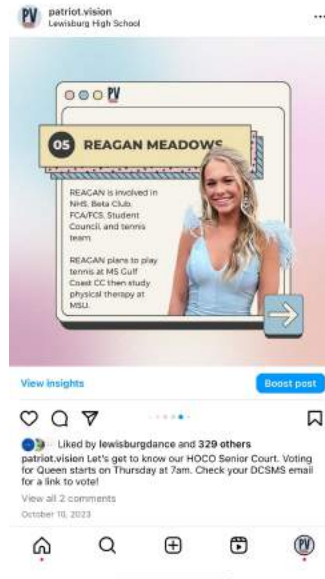 patriot.vision
Lewisburg High School
PV
05 REAGAN MEADOWS
REAGAN is involved in
NHS, Beta Club,
FCA/FCS, Student
Council, and tennis
team.
REAGAN plans to play
tennis at MS Gulf
Coast CC then study
physical therapy at
MSU.
View insights
Boost post
Liked by lewisburgdance and 329 others
patriot.vision Let's get to know our HOCO Senior Court. Voting
for Queen starts on Thursday at 7am. Check your DCSMS email
for a link to vote!
View all 2 comments
October 10, 2023